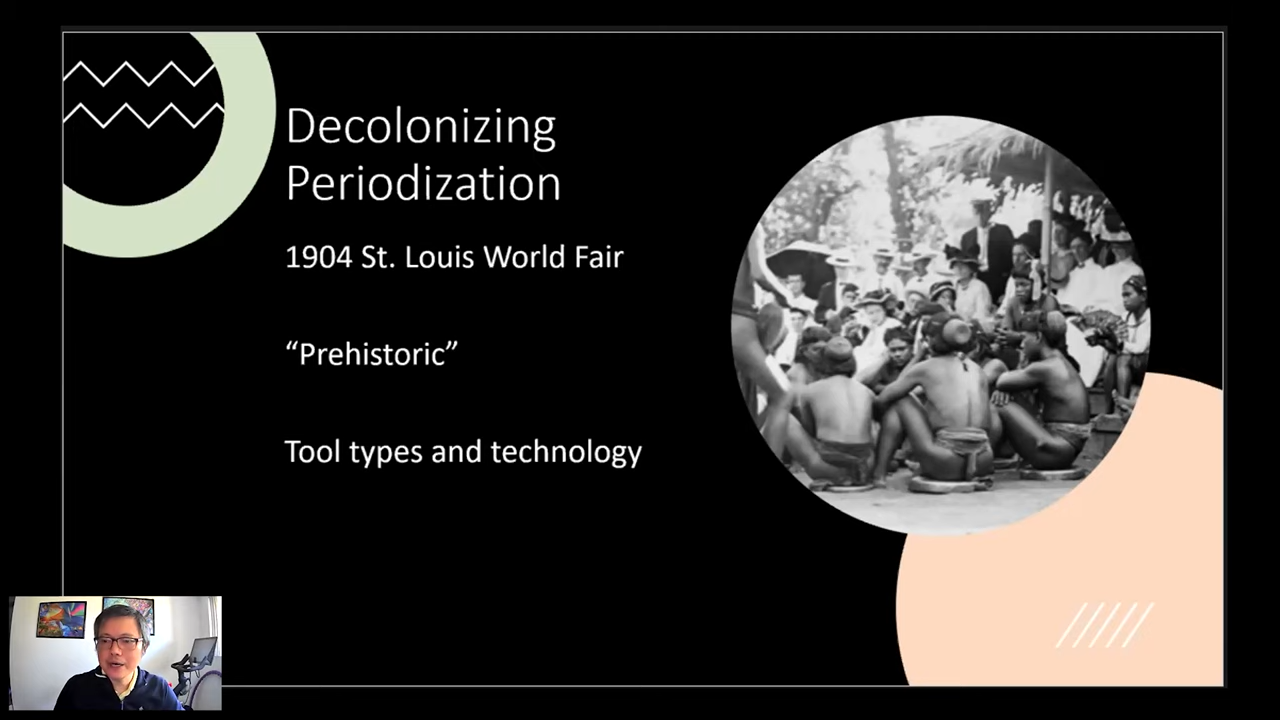 Decolonizing
Periodization
1904 St. Louis World Fair
“Prehistoric”
Tool types and technology